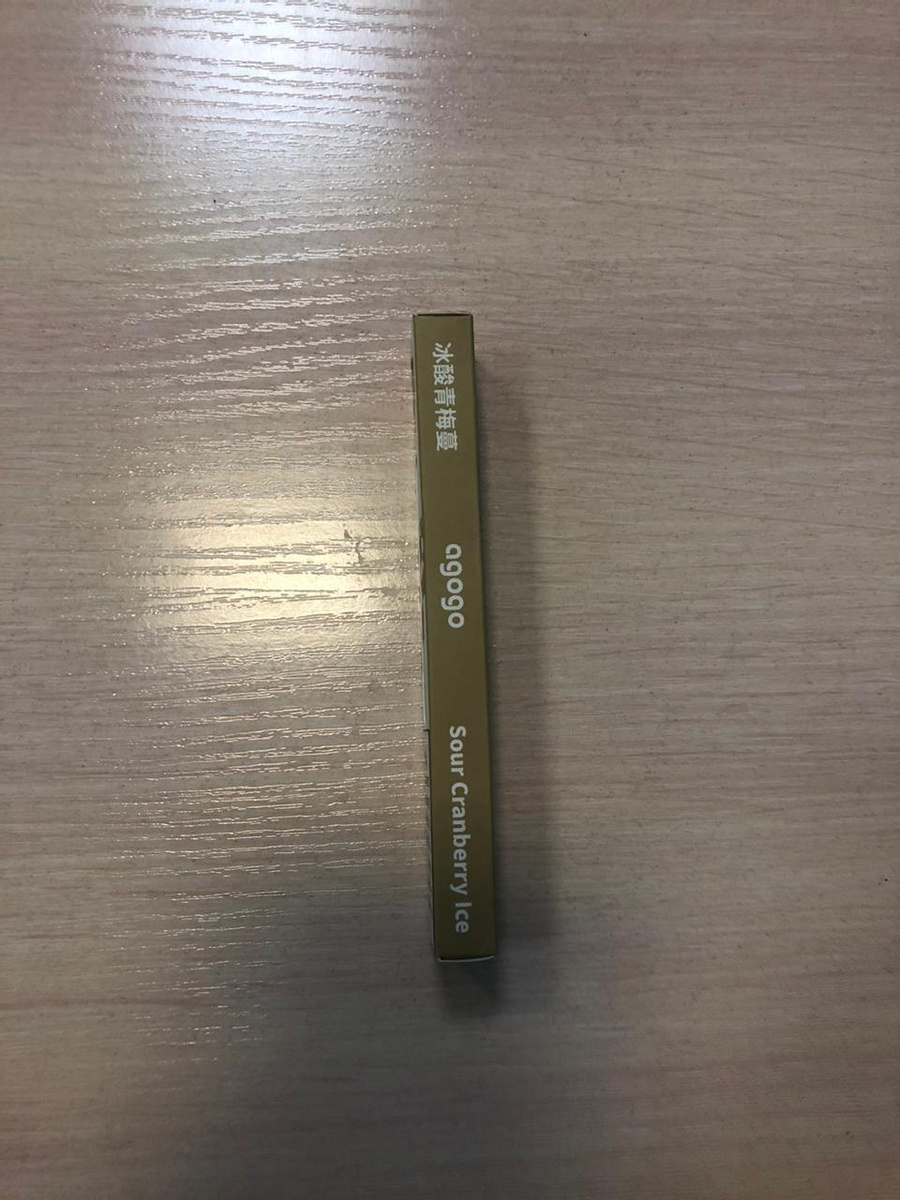 冰酸青梅蔓
agogo
Sour Cranberry Ice